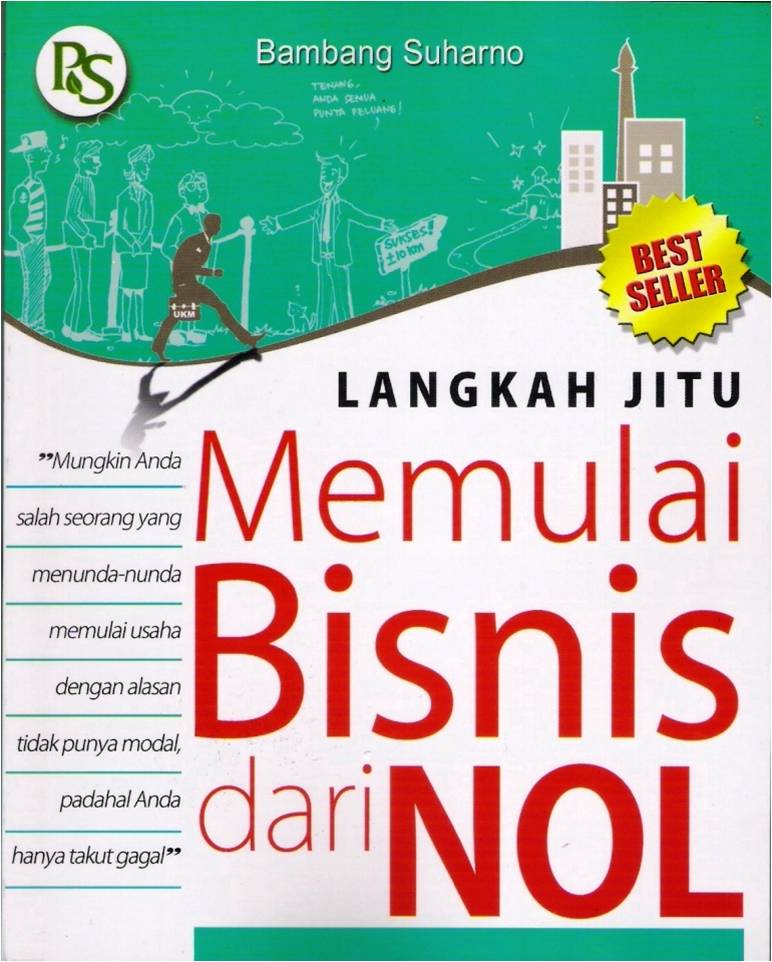 PS
Bambang Suharno
TENANG,
ANDA SEMUA
PUNYA PELUANG!
SUKSES!
±10 KM
UKM
BEST
SELLER
LANGKAH JITU
Memulai
Bisnis
dari NOL
”Mungkin Anda
salah seorang yang
menunda-nunda
memulai usaha
dengan alasan
tidak punya modal,
padahal Anda
hanya takut gagal”